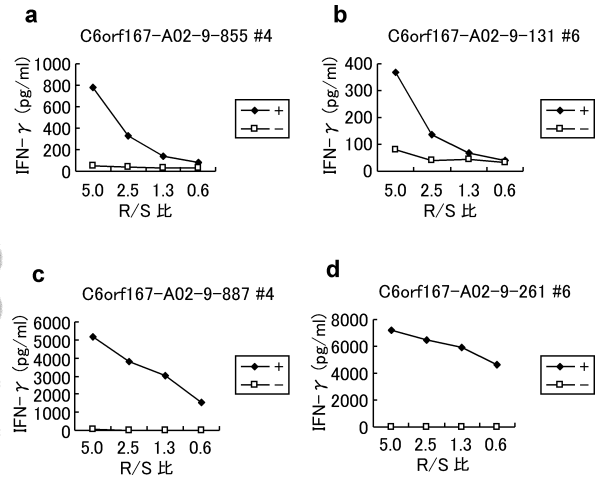 a
C6orf167-A02-9-855 #4
IFN-γ (pg/ml)
1000
800
600
400
200
0
5.0 2.5 1.3 0.6
R/S 比
+
−
b
C6orf167-A02-9-131 #6
IFN-γ (pg/ml)
400
300
200
100
0
5.0 2.5 1.3 0.6
R/S 比
+
−
c
C6orf167-A02-9-887 #4
IFN-γ (pg/ml)
6000
5000
4000
3000
2000
1000
0
5.0 2.5 1.3 0.6
R/S 比
+
−
d
C6orf167-A02-9-261 #6
IFN-γ (pg/ml)
8000
6000
4000
2000
0
5.0 2.5 1.3 0.6
R/S 比
+
−